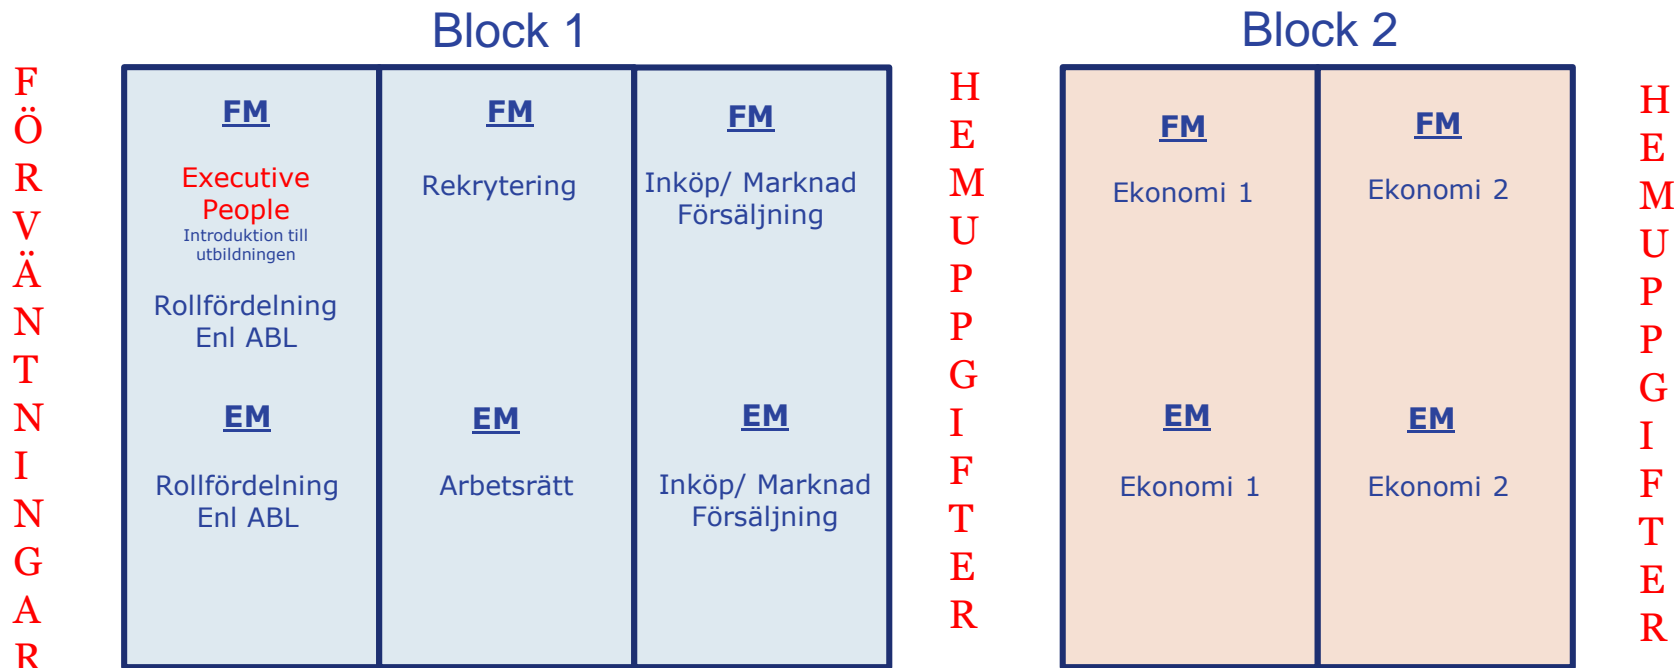 Block 1
Block 2
FÖRVÄNTNINGAR
FM
Executive
People
Introduktion till
utbildningen
Rollfördelning
Enl ABL
EM
Rollfördelning
Enl ABL
FM
Rekrytering
EM
Arbetsrätt
FM
Inköp/ Marknad
Försäljning
EM
Inköp/ Marknad
Försäljning
HEMUPPGIFTER
FM
Ekonomi 1
EM
Ekonomi 1
FM
Ekonomi 2
EM
Ekonomi 2
HEMUPPGIFTER